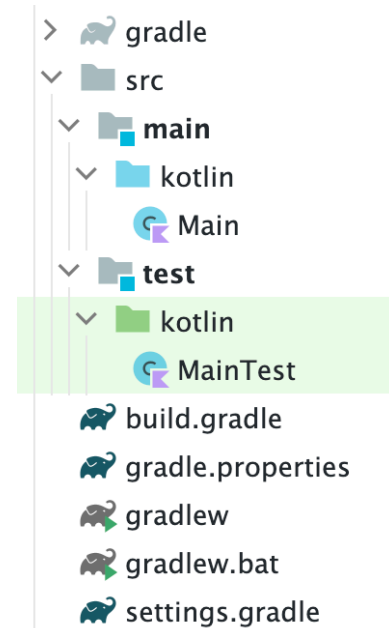 gradle
src
main
kotlin
Main
test
kotlin
MainTest
build.gradle
gradle.properties
gradlew
gradlew.bat
settings.gradle